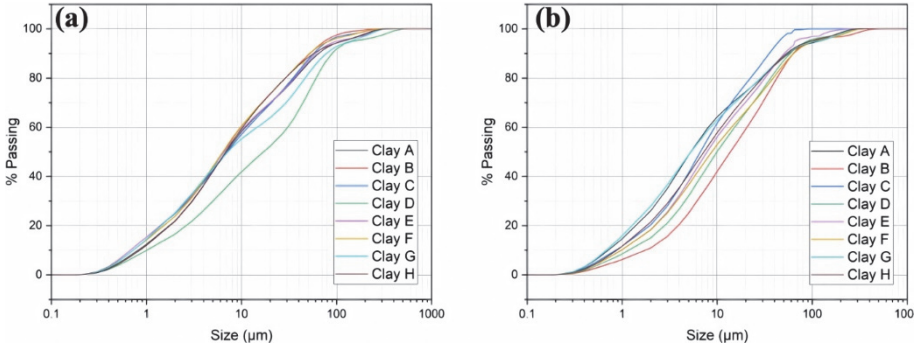 (a)
100
80
60
40
20
0
% Passing
0.1 1 10 100 1000
Size (µm)
Clay A
Clay B
Clay C
Clay D
Clay E
Clay F
Clay G
Clay H
(b)
100
80
60
40
20
0
% Passing
0.1 1 10 100 100
Size (µm)
Clay A
Clay B
Clay C
Clay D
Clay E
Clay F
Clay G
Clay H